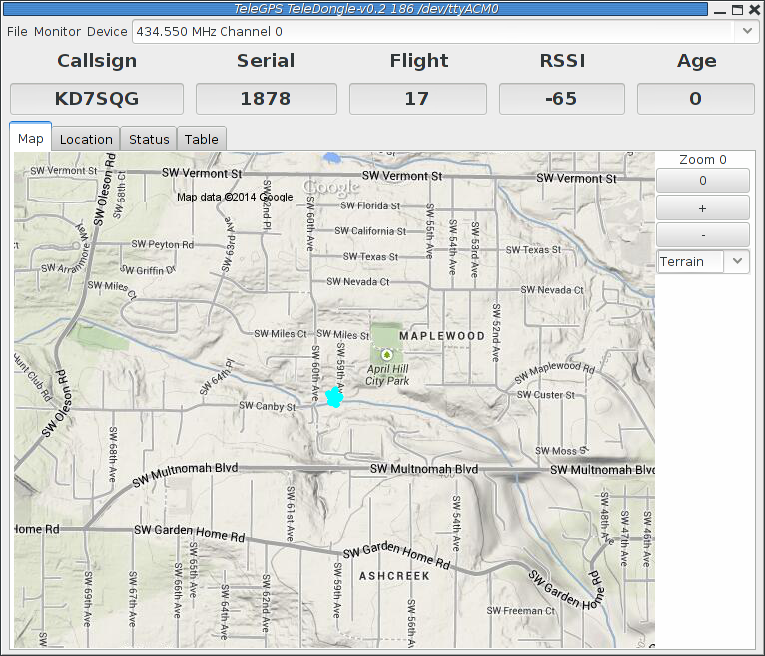 TeleGPS TeleDongle-v0.2 186 /dev/ttyACM0
File Monitor Device 434.550 MHz Channel 0
Callsign Serial Flight RSSI Age
KD7SQG 1878 17 -65 0
Map Location Status Table
Zoom 0
0
+
-
Terrain
SW Vermont St SW Vermont St SW Vermont St SW Vermont St
Google
Map data ©2014 Google
SW Oleson Rd
SW 58th Ct
SW 52nd Pl
SW 60th Ave
SW Florida St
SW 55th Ave
SW 54th Ave
SW 53rd Ave
SW 63rd Ave
SW California St
SW Peyton Rd
SW Texas St
SW Texas St
SW Arranmore Way
SW Griffin Dr
SW Miles Ct
SW Nevada Ct
SW Nevada Ct
SW 52nd Ave
SW Miles Ct
SW Miles St
MAPLEWOOD
SW 60th Ave
SW 59th Ave
April Hill
City Park
SW Maplewood Rd
Hunt Club Rd
SW 64th Pl
SW Oleson Rd
SW Canby St
SW Custer St
SW 68th Ave
SW Moss S
SW Multnomah Blvd
SW Multnomah Blvd
SW Multnomah Blvd
SW 61st Ave
SW 54th Ave
SW 48th Ave
SW 47th Ave
SW 46th Ave
Home Rd
SW Garden Home Rd
SW Garden Home Rd
ASHCREEK
SW Garden Home Rd
SW 69th Ave
SW 67th Ave
SW 66th Ave
SW 65th Ave
SW 64th Ave
SW 62nd Ave
SW 59th Ave
SW Freeman Ct